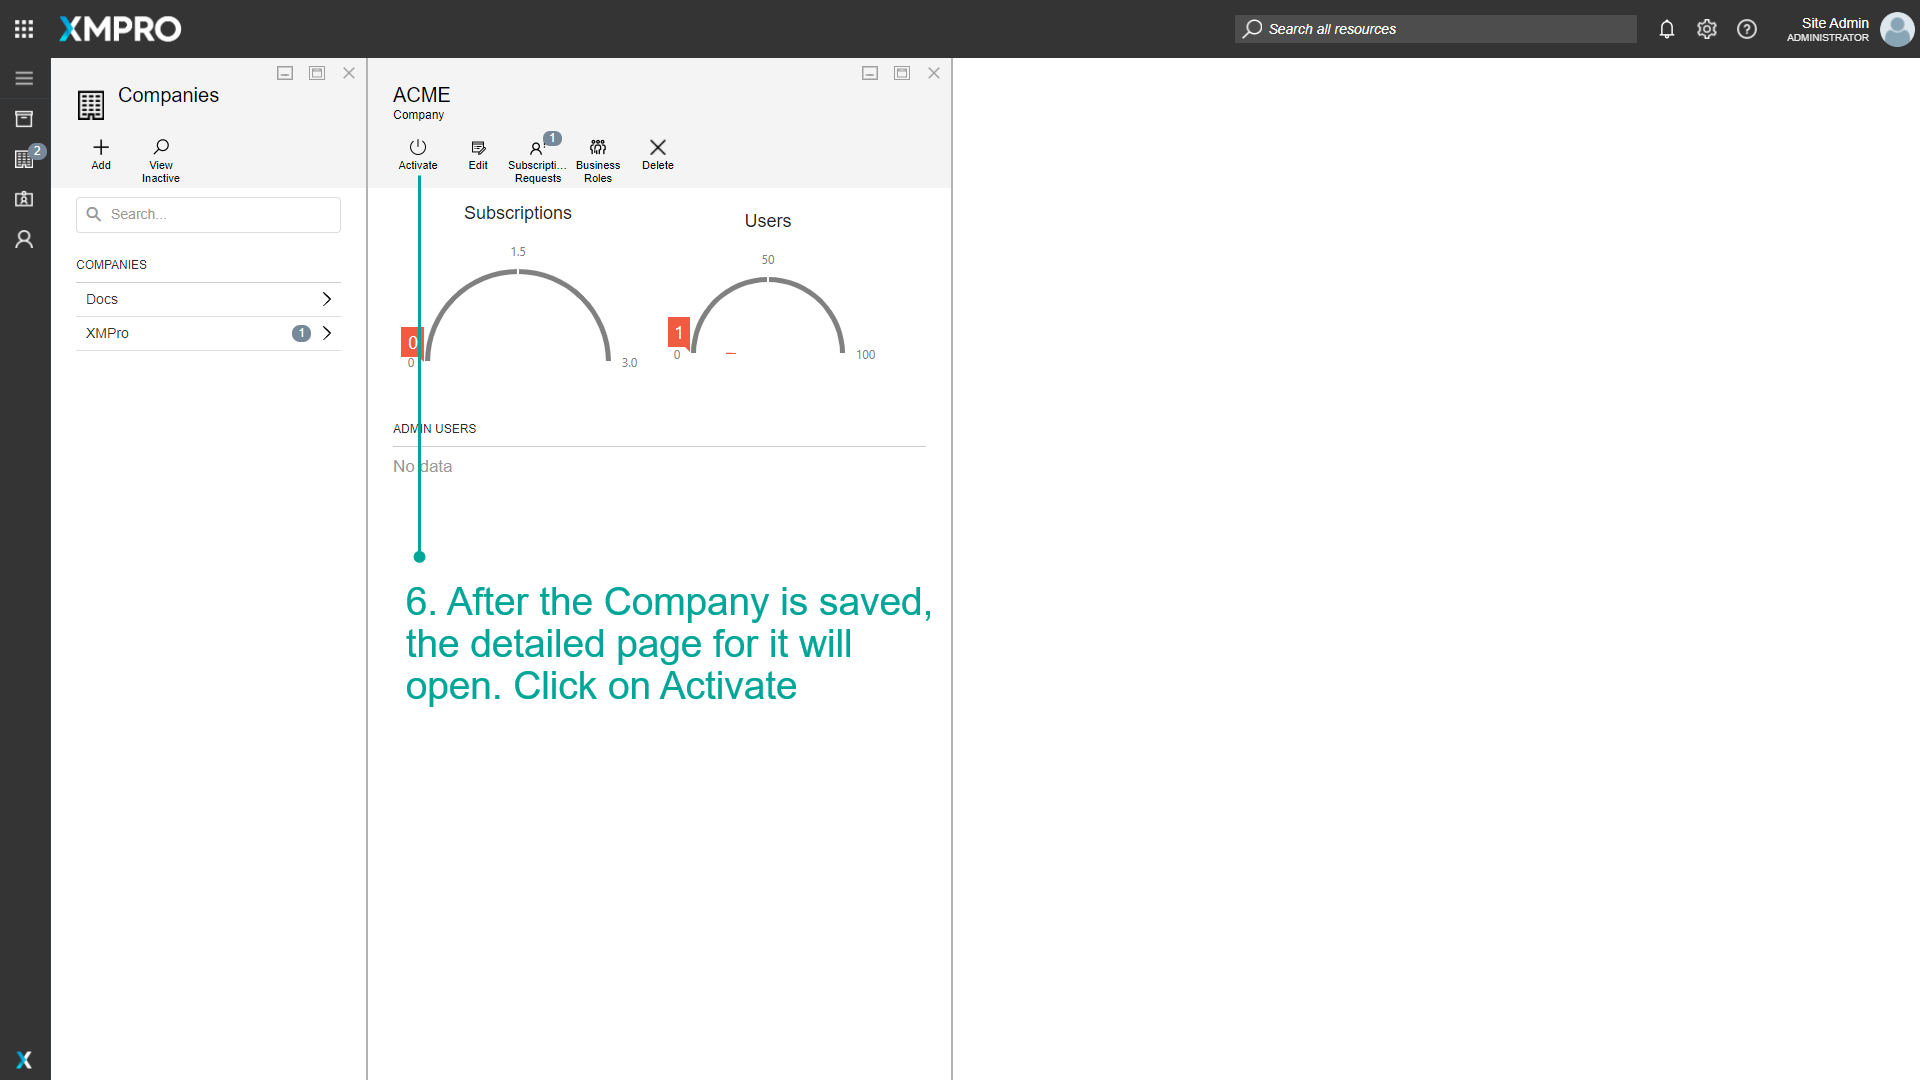 XMPRO
Search all resources
Site Admin
ADMINISTRATOR
2
Companies
Add
View
Inactive
Search...
COMPANIES
Docs
XMPro
1
ACME
Company
Activate
Edit
1
Subscripti...
Requests
Business
Roles
Delete
Subscriptions
1.5
0
0
3.0
Users
50
1
0
100
ADMIN USERS
No data
6. After the Company is saved,
the detailed page for it will
open. Click on Activate